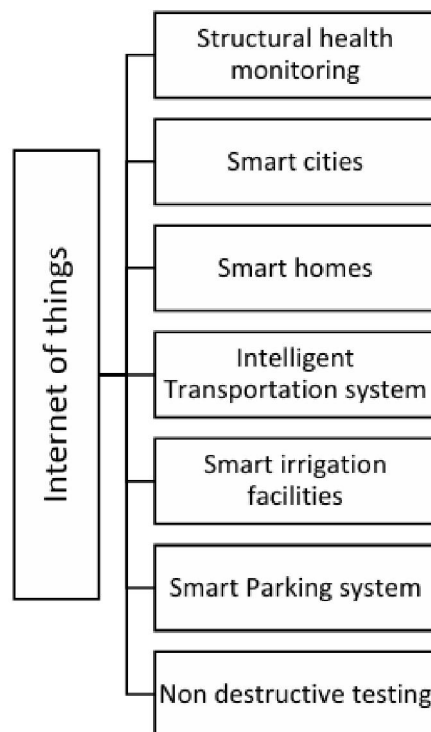 Internet of things
Structural health
monitoring
Smart cities
Smart homes
Intelligent
Transportation system
Smart irrigation
facilities
Smart Parking system
Non destructive testing